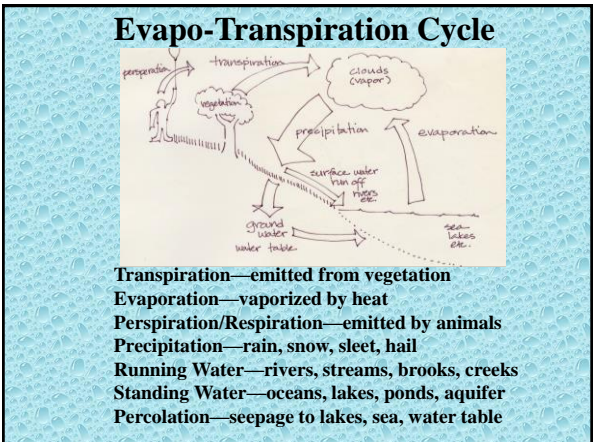 Evapo-Transpiration Cycle
perspiration
transpiration
clouds
(vapor)
vegetation
precipitation
evaporation
surface water
run off
rivers
etc.
ground
water
water table
sea
lakes
etc.
Transpiration—emitted from vegetation
Evaporation—vaporized by heat
Perspiration/Respiration—emitted by animals
Precipitation—rain, snow, sleet, hail
Running Water—rivers, streams, brooks, creeks
Standing Water—oceans, lakes, ponds, aquifer
Percolation—seepage to lakes, sea, water table